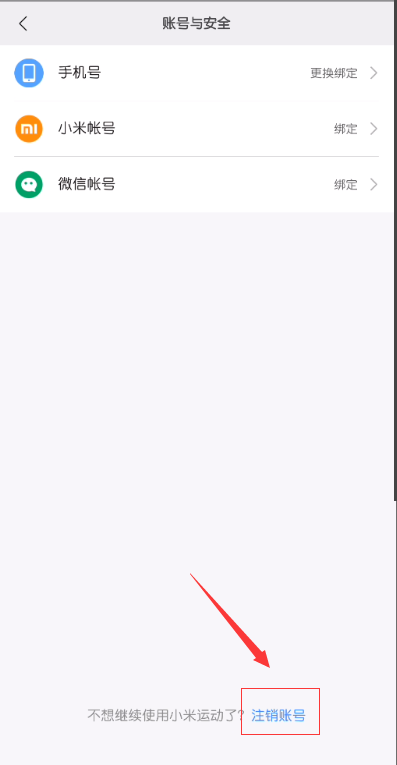 账号与安全
手机号 更换绑定
mi
小米帐号 绑定
微信帐号 绑定
不想继续使用小米运动了? 注销账号